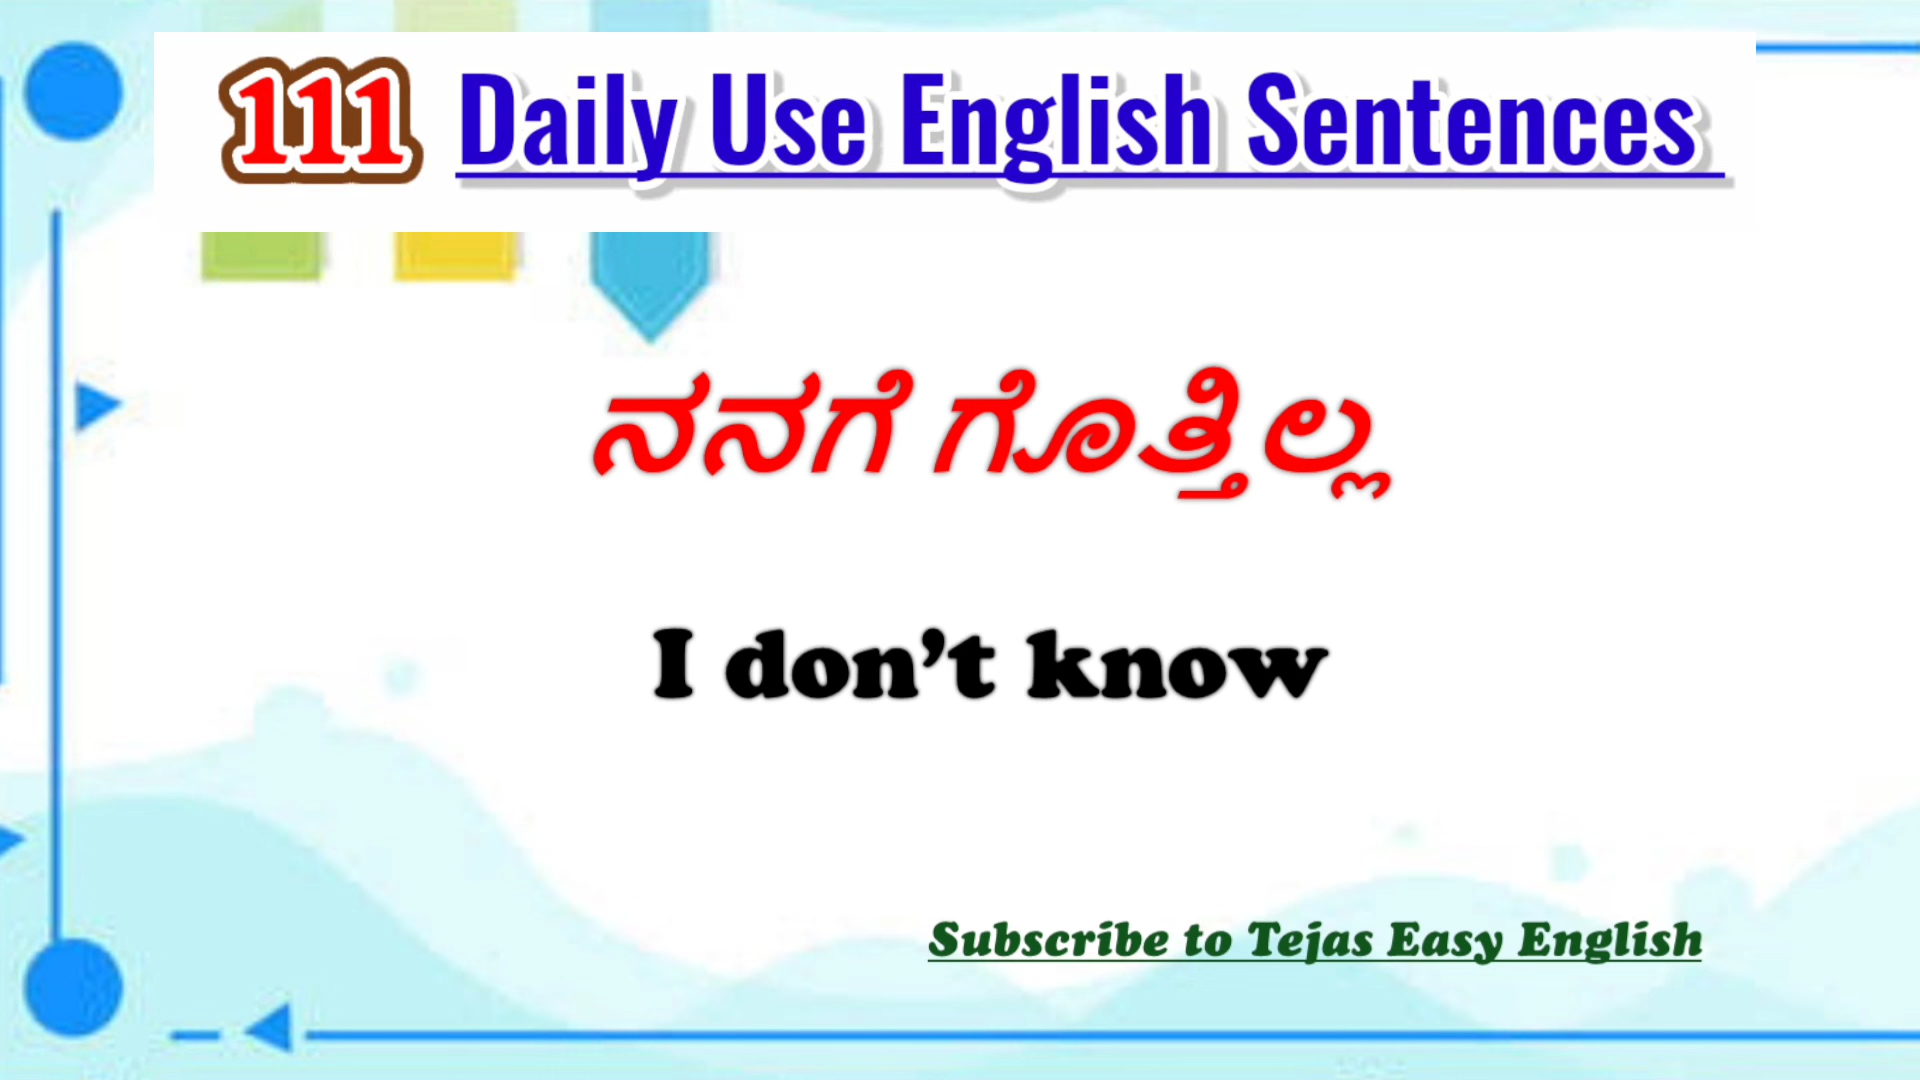 111 Daily Use English Sentences
ನನಗೆ ಗೊತ್ತಿಲ್ಲ
I don’t know
Subscribe to Tejas Easy English